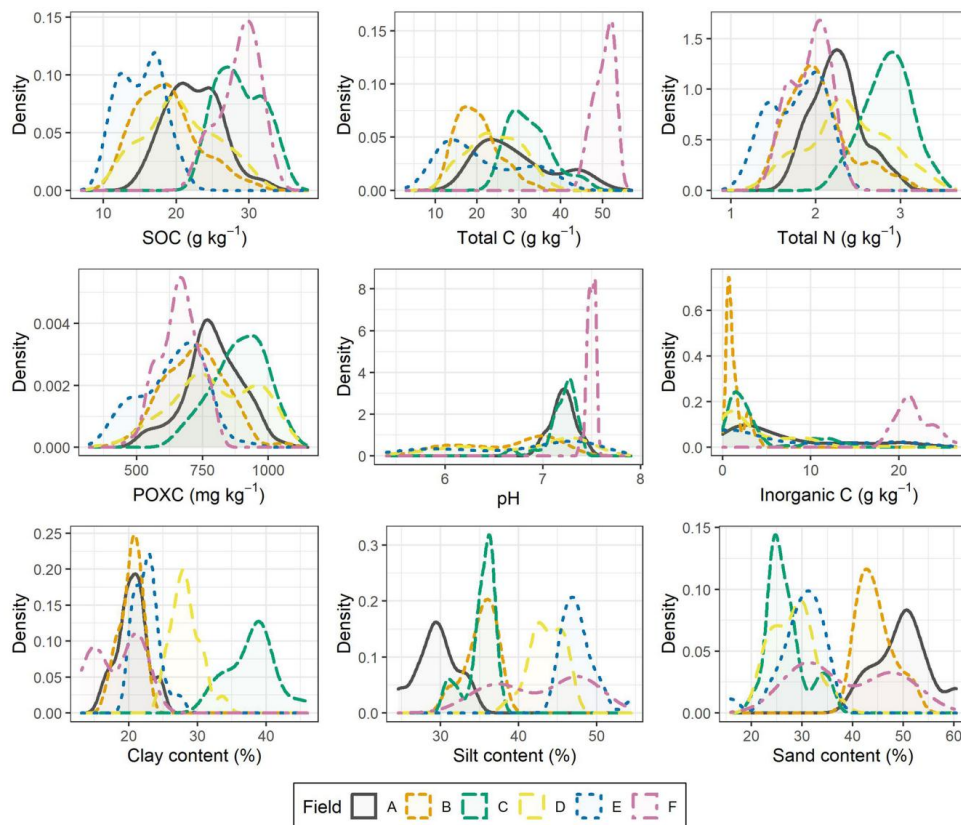 Density
0.15
0.10
0.05
0.00
10 20 30
SOC (g kg⁻¹)
Density
0.15
0.10
0.05
0.00
10 20 30 40 50
Total C (g kg⁻¹)
Density
1.5
1.0
0.5
0.0
1 2 3
Total N (g kg⁻¹)
Density
0.004
0.002
0.000
500 750 1000
POXC (mg kg⁻¹)
Density
8
6
4
2
0
6 7 8
pH
Density
0.6
0.4
0.2
0.0
0 10 20
Inorganic C (g kg⁻¹)
Density
0.25
0.20
0.15
0.10
0.05
0.00
20 30 40
Clay content (%)
Density
0.3
0.2
0.1
0.0
30 40 50
Silt content (%)
Density
0.15
0.10
0.05
0.00
20 30 40 50 60
Sand content (%)
Field A B C D E F